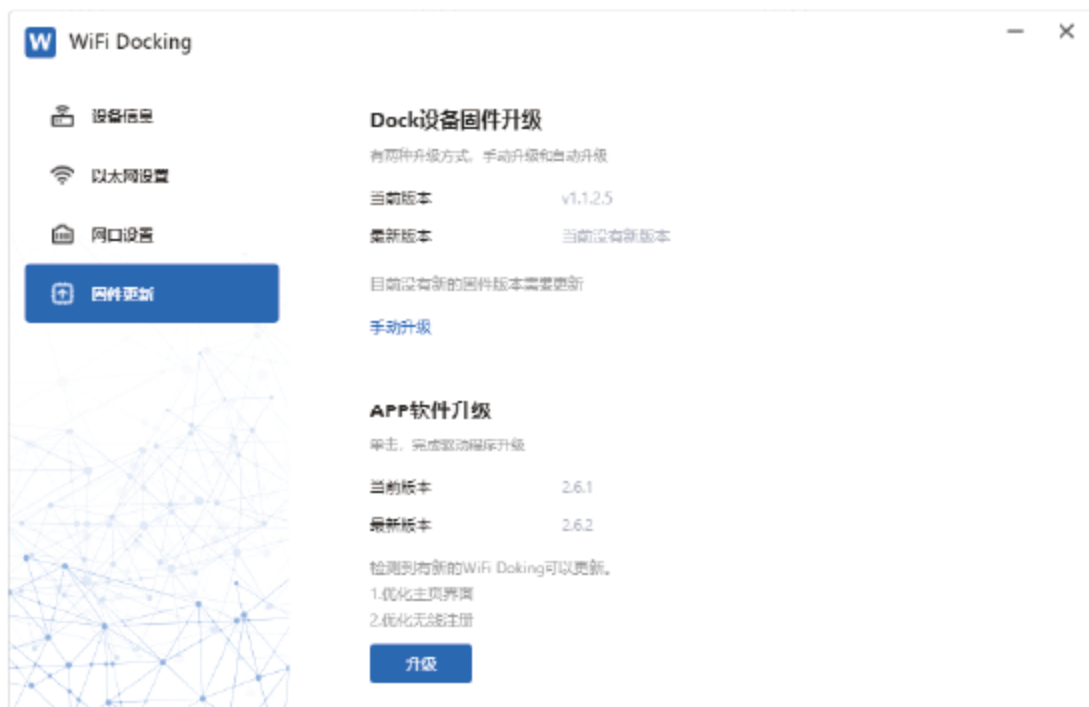 WiFi Docking
设备信息
以太网设置
网口设置
固件更新
Dock设备固件升级
有两种升级方式，手动升级和自动升级
当前版本 v1.1.2.5
最新版本 当前没有新版本
目前没有新的固件版本需要更新
手动升级
APP软件升级
单击，完成驱动程序升级
当前版本 2.6.1
最新版本 2.6.2
检测到有新的WiFi Doking可以更新。
1.优化主页界面
2.优化无线注册
升级